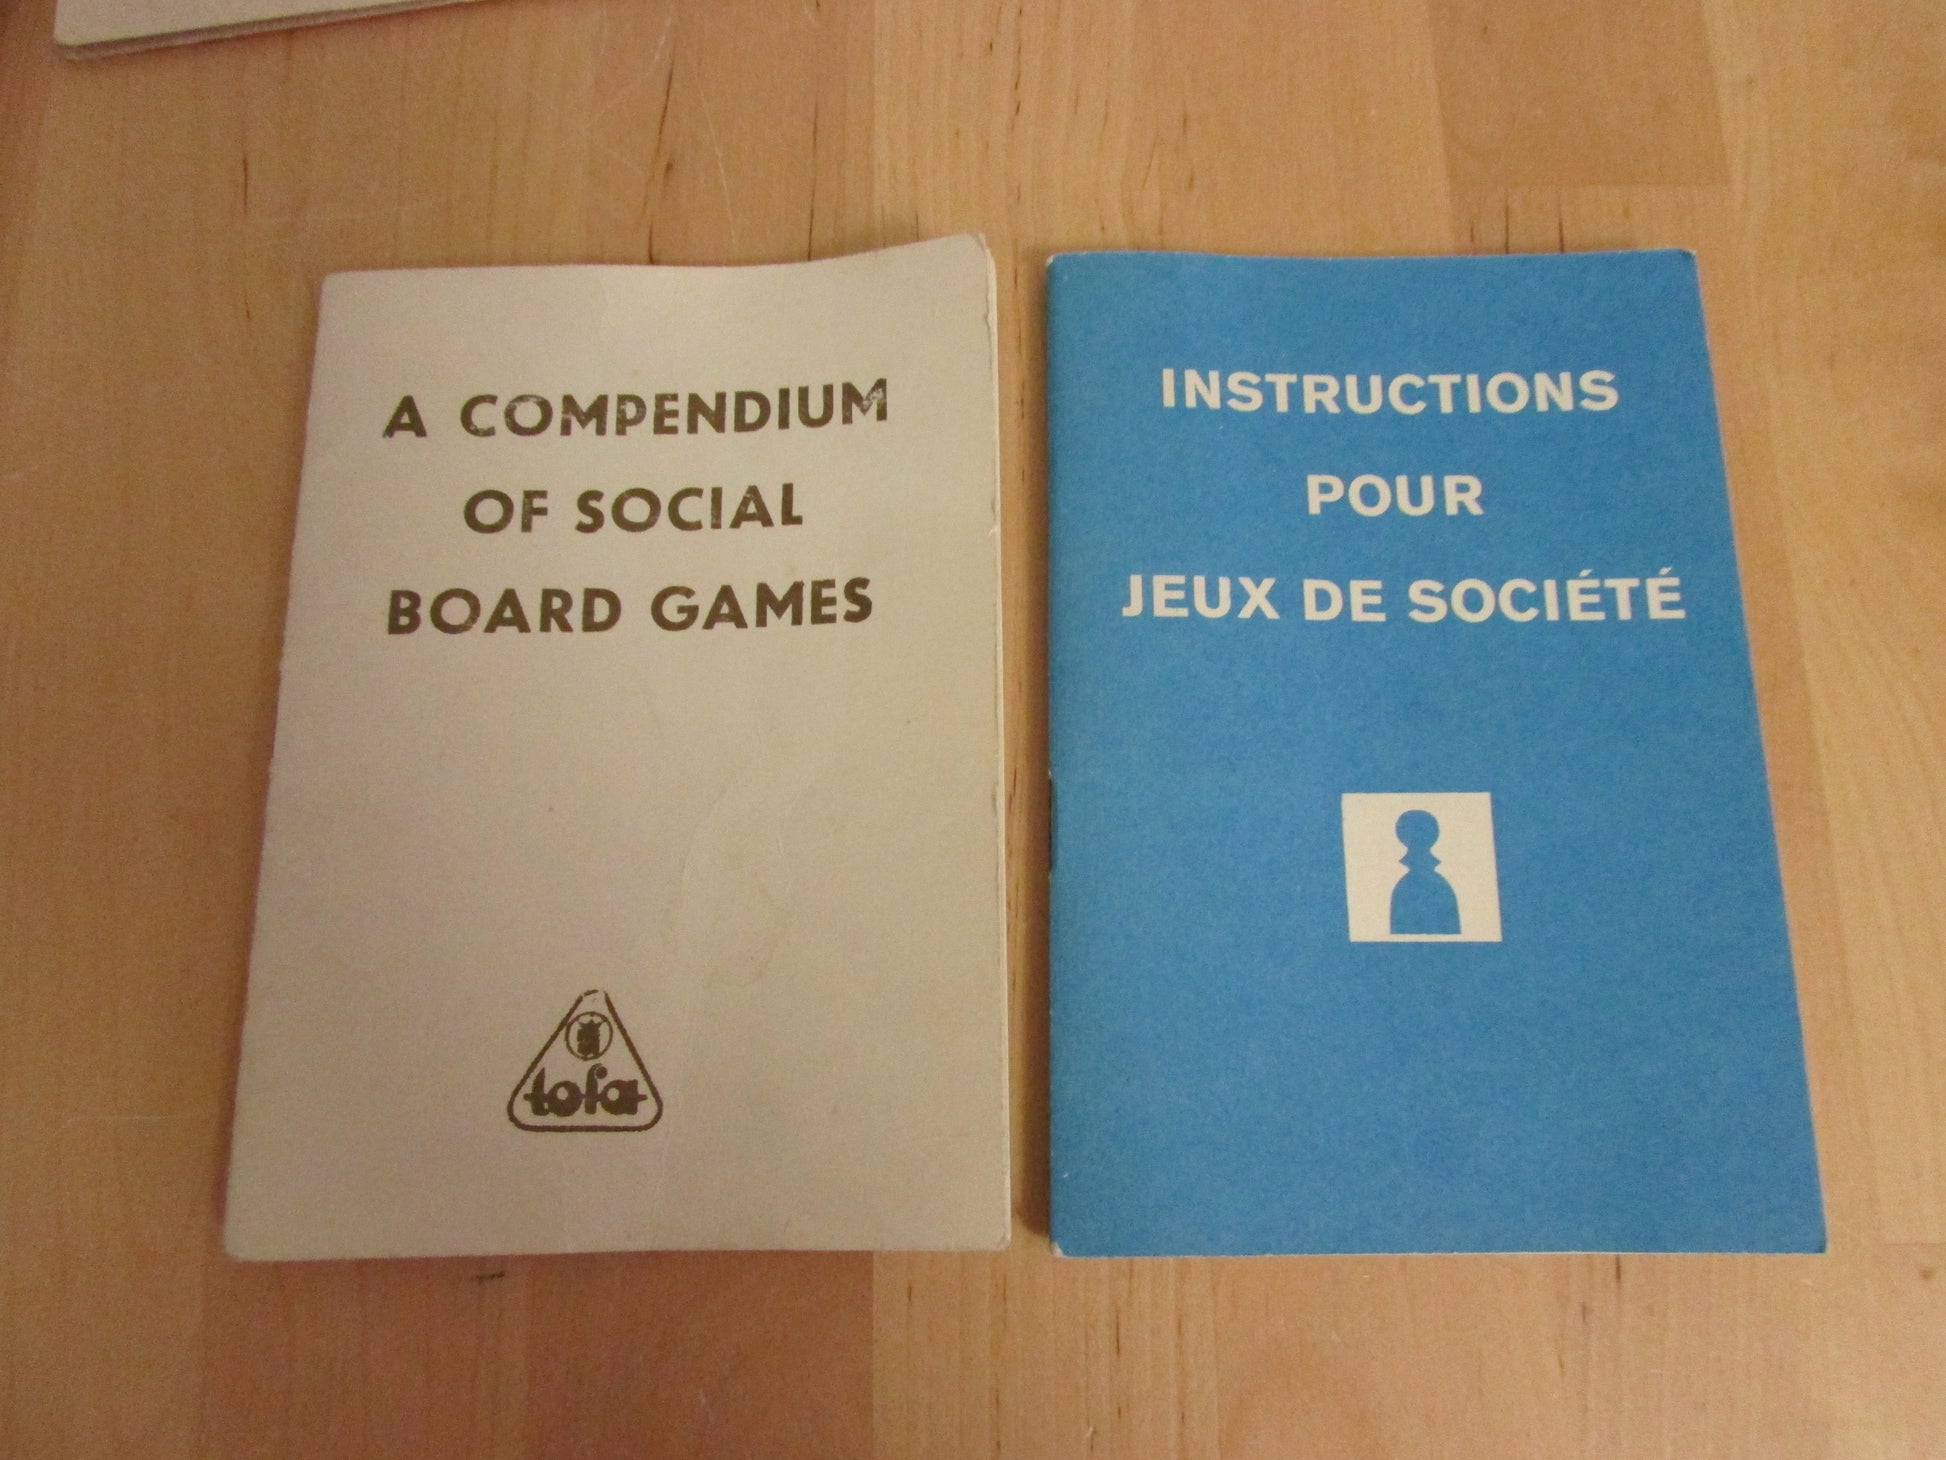 A COMPENDIUM
OF SOCIAL
BOARD GAMES
tofa
INSTRUCTIONS
POUR
JEUX DE SOCIÉTÉ